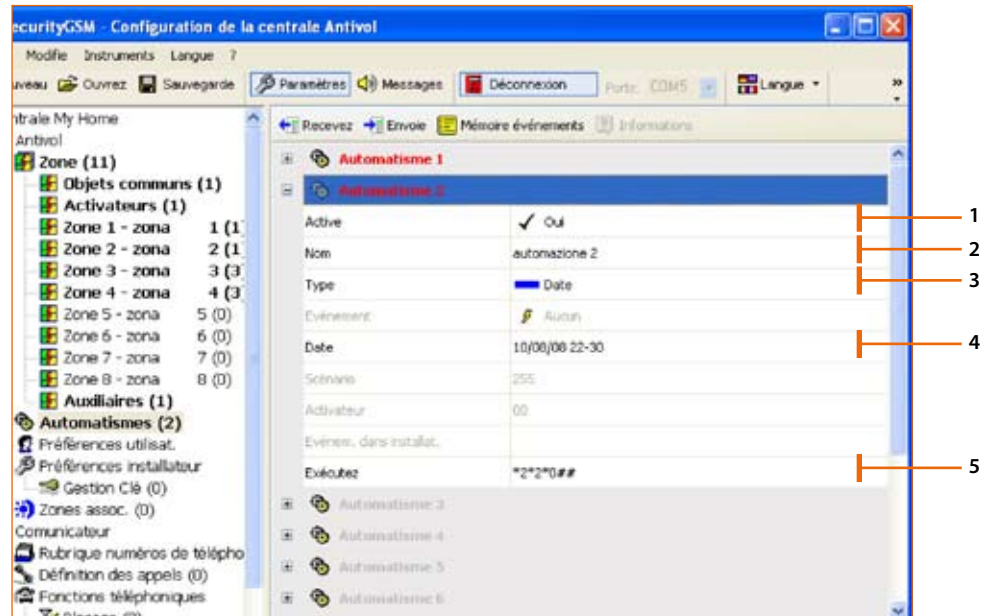 ecurityGSM - Configuration de la centrale Antivol
Modifie Instruments Langue ?
uveau Ouvrez Sauvegarde Paramètres Messages Déconnexion Porte: COM5 Langue
ntrale My Home
Antivol
Zone (11)
Objets communs (1)
Activateurs (1)
Zone 1 - zona 1 (1
Zone 2 - zona 2 (1
Zone 3 - zona 3 (3
Zone 4 - zona 4 (3
Zone 5 - zona 5 (0)
Zone 6 - zona 6 (0)
Zone 7 - zona 7 (0)
Zone 8 - zona 8 (0)
Auxiliaires (1)
Automatismes (2)
Préférences utilisat.
Préférences installateur
Gestion Clè (0)
Zones assoc. (0)
Comunicateur
Rubrique numéros de télépho
Définition des appels (0)
Fonctions téléphoniques
Recevez Envoie Mémoire événements Informations
Automatisme 1
Automatisme 2
Active Oui
Nom automazione 2
Type Date
Evénement Aucun
Date 10/08/08 22-30
Scénario 255
Activateur 00
Evénem. dans installat.
Exécutez *2*2*0##
Automatisme 3
Automatisme 4
Automatisme 5
Automatisme 6
1
2
3
4
5